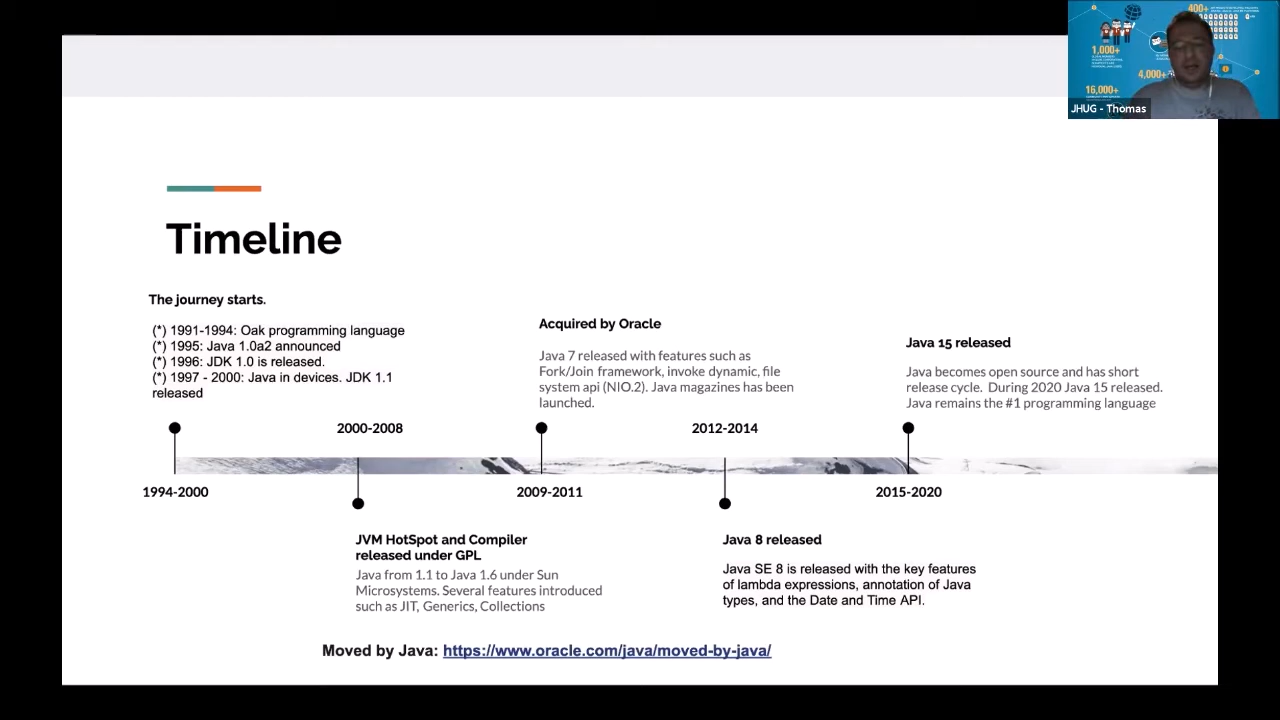 400+
1,000+
4,000+
16,000+
JHUG - Thomas
Timeline
The journey starts.
(*) 1991-1994: Oak programming language
(*) 1995: Java 1.0a2 announced
(*) 1996: JDK 1.0 is released.
(*) 1997 - 2000: Java in devices. JDK 1.1
released
Acquired by Oracle
Java 7 released with features such as
Fork/Join framework, invoke dynamic, file
system api (NIO.2). Java magazines has been
launched.
Java 15 released
Java becomes open source and has short
release cycle. During 2020 Java 15 released.
Java remains the #1 programming language
2000-2008
2012-2014
1994-2000
2009-2011
2015-2020
JVM HotSpot and Compiler
released under GPL
Java from 1.1 to Java 1.6 under Sun
Microsystems. Several features introduced
such as JIT, Generics, Collections
Java 8 released
Java SE 8 is released with the key features
of lambda expressions, annotation of Java
types, and the Date and Time API.
Moved by Java: https://www.oracle.com/java/moved-by-java/